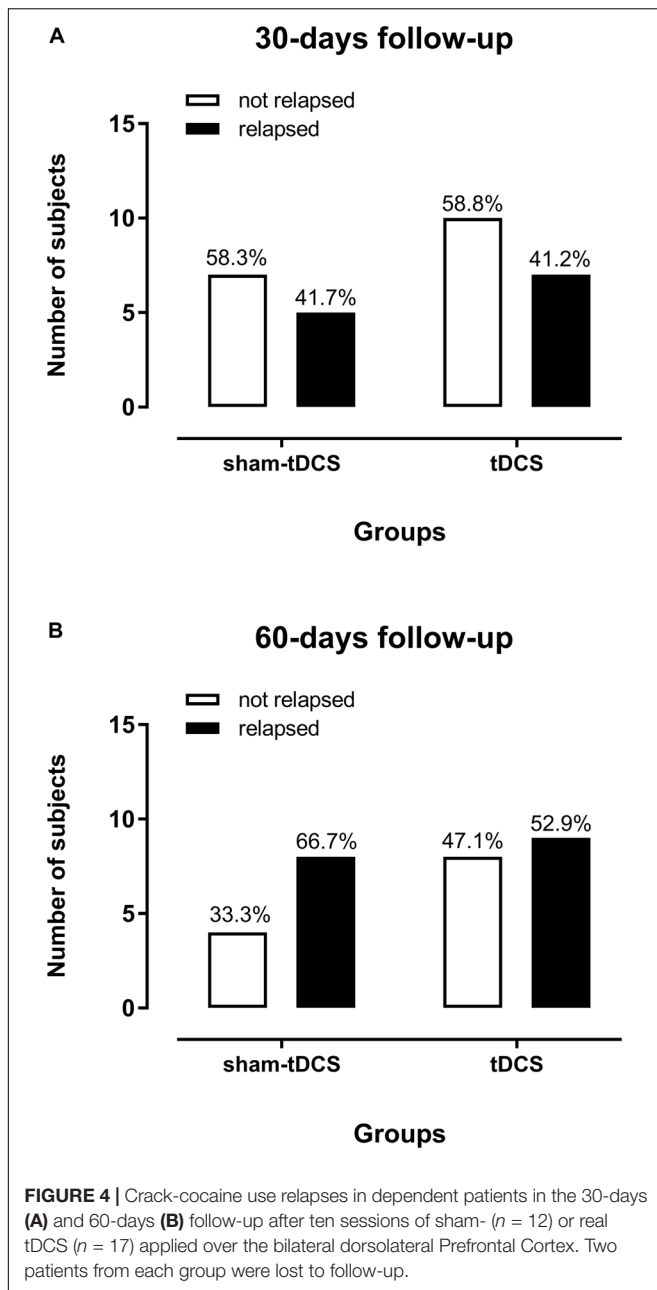 A
30-days follow-up
not relapsed
relapsed
15
10
5
0
Number of subjects
58.3%
41.7%
58.8%
41.2%
sham-tDCS
tDCS
Groups
B
60-days follow-up
not relapsed
relapsed
15
10
5
0
Number of subjects
33.3%
66.7%
47.1%
52.9%
sham-tDCS
tDCS
Groups
FIGURE 4 | Crack-cocaine use relapses in dependent patients in the 30-days
(A) and 60-days (B) follow-up after ten sessions of sham- (n = 12) or real
tDCS (n = 17) applied over the bilateral dorsolateral Prefrontal Cortex. Two
patients from each group were lost to follow-up.